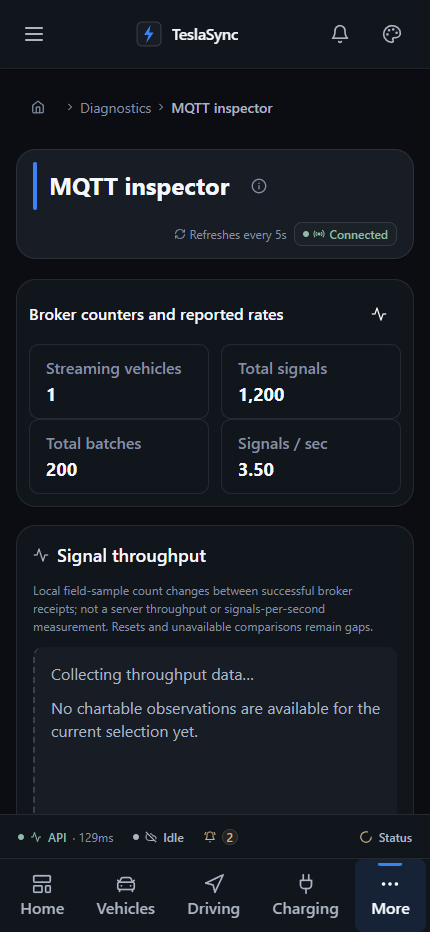 TeslaSync
Diagnostics
MQTT inspector
MQTT inspector
Refreshes every 5s
Connected
Broker counters and reported rates
Streaming vehicles
1
Total signals
1,200
Total batches
200
Signals / sec
3.50
Signal throughput
Local field-sample count changes between successful broker
receipts; not a server throughput or signals-per-second
measurement. Resets and unavailable comparisons remain gaps.
Collecting throughput data...
No chartable observations are available for the
current selection yet.
API · 129ms
Idle
2
Status
Home
Vehicles
Driving
Charging
More